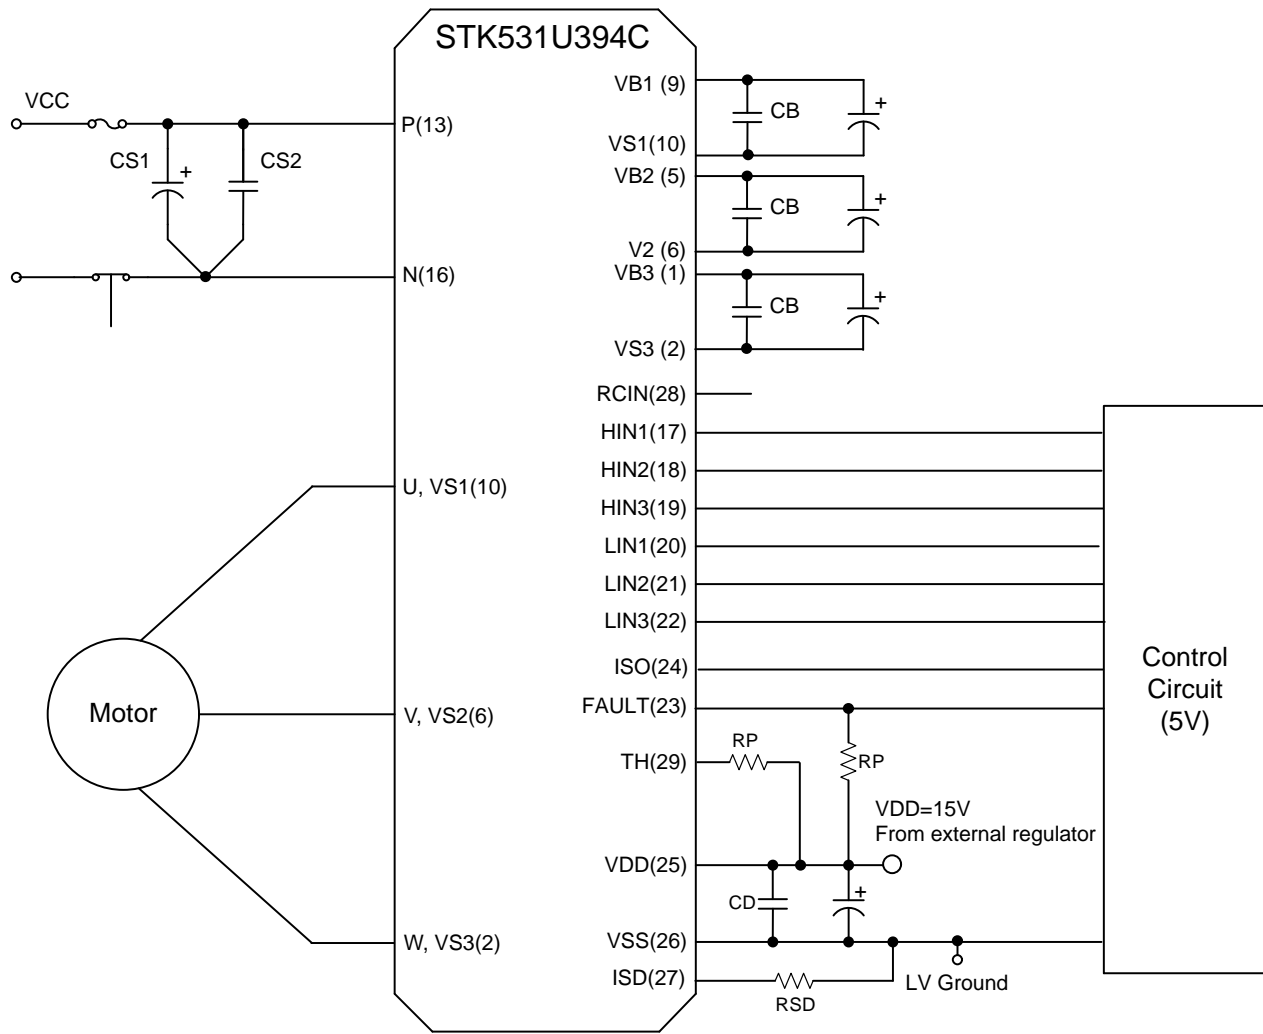 STK531U394C
VCC
CS1
+
CS2
P(13)
N(16)
U, VS1(10)
V, VS2(6)
W, VS3(2)
Motor
VB1 (9)
CB
+
VS1(10)
VB2 (5)
CB
+
V2 (6)
VB3 (1)
CB
+
VS3 (2)
RCIN(28)
HIN1(17)
HIN2(18)
HIN3(19)
LIN1(20)
LIN2(21)
LIN3(22)
ISO(24)
FAULT(23)
TH(29)
RP
RP
VDD=15V
From external regulator
VDD(25)
CD
+
VSS(26)
ISD(27)
RSD
LV Ground
Control
Circuit
(5V)